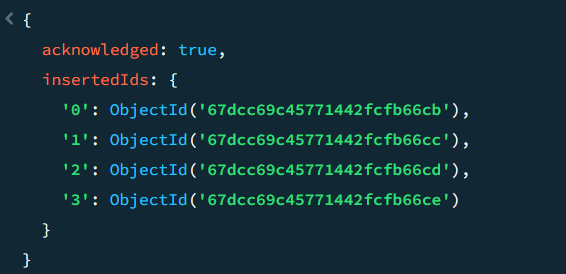 {
acknowledged: true,
insertedIds: {
'0': ObjectId('67dcc69c45771442fcfb66cb'),
'1': ObjectId('67dcc69c45771442fcfb66cc'),
'2': ObjectId('67dcc69c45771442fcfb66cd'),
'3': ObjectId('67dcc69c45771442fcfb66ce')
}
}